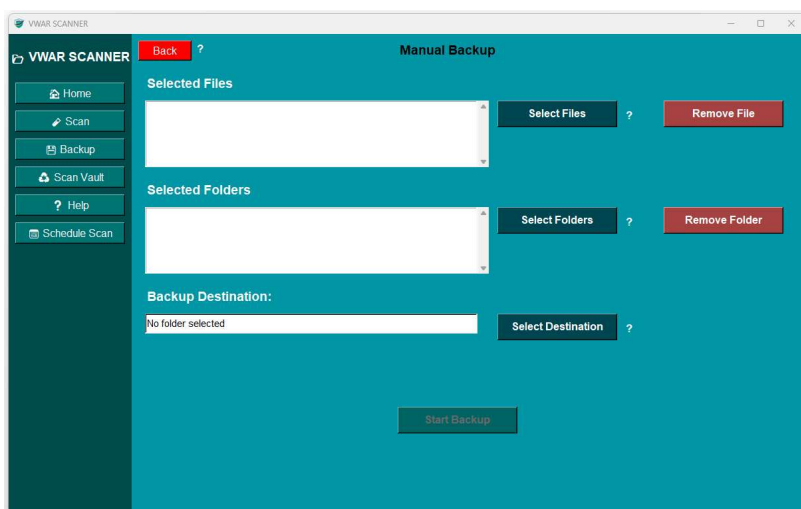 VWAR SCANNER
VWAR SCANNER
Home
Scan
Backup
Scan Vault
? Help
Schedule Scan
Back ?
Manual Backup
Selected Files
Select Files ? Remove File
Selected Folders
Select Folders ? Remove Folder
Backup Destination:
No folder selected
Select Destination ?
Start Backup